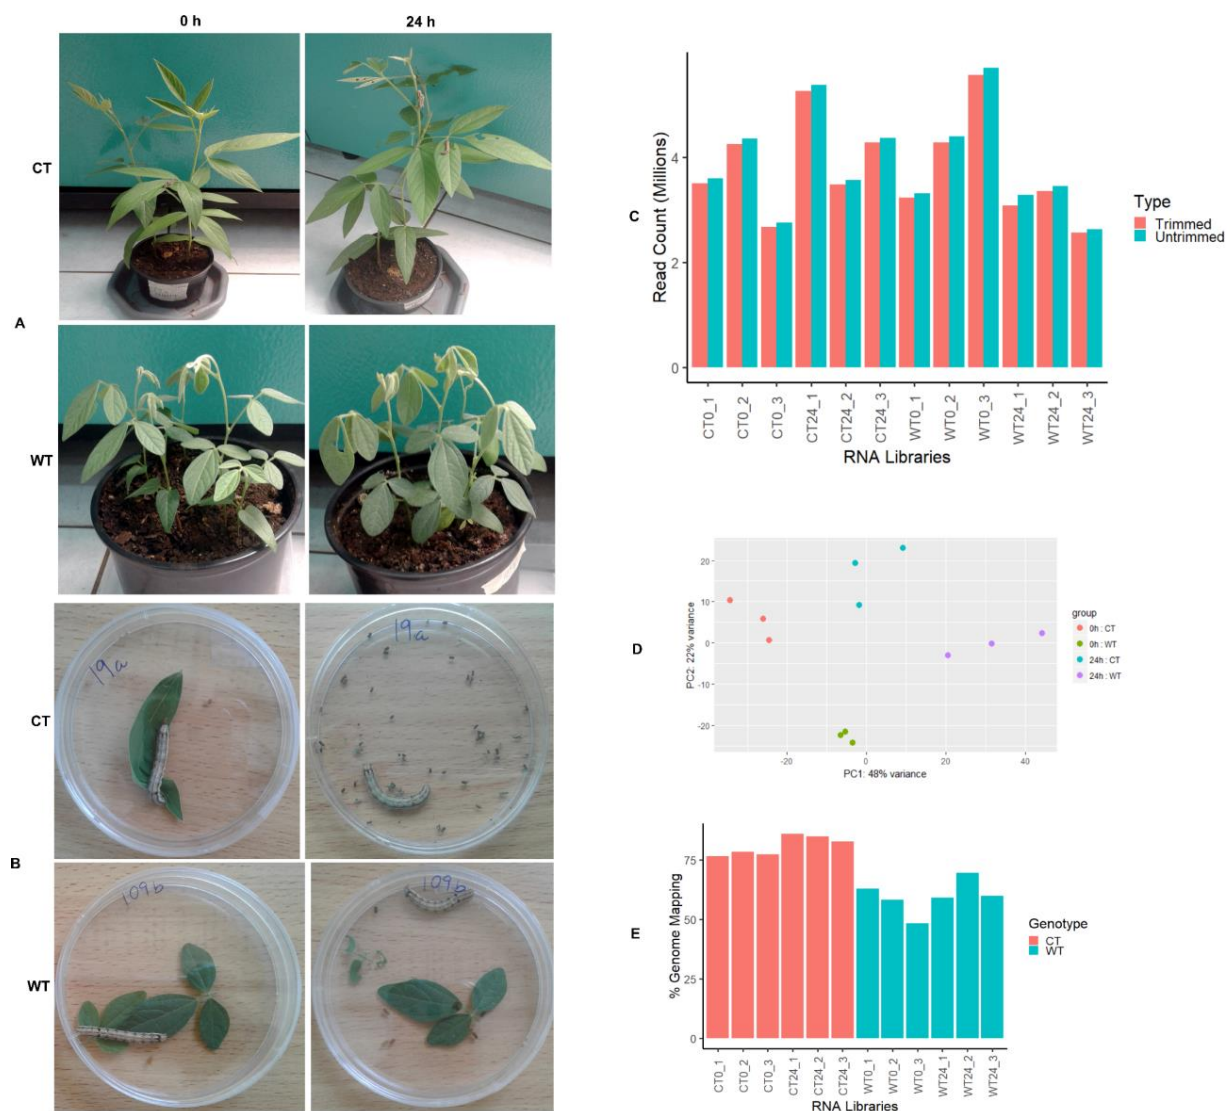 0 h
24 h
CT
A
WT
CT
19a
19a
B
WT
109b
109b
C
Read Count (Millions)
4
2
0
CT0_1
CT0_2
CT0_3
CT24_1
CT24_2
CT24_3
WT0_1
WT0_2
WT0_3
WT24_1
WT24_2
WT24_3
RNA Libraries
Type
Trimmed
Untrimmed
D
PC2: 22% variance
20
10
0
-10
-20
-20
0
20
40
PC1: 48% variance
group
0h : CT
0h : WT
24h : CT
24h : WT
E
% Genome Mapping
75
50
25
0
CT0_1
CT0_2
CT0_3
CT24_1
CT24_2
CT24_3
WT0_1
WT0_2
WT0_3
WT24_1
WT24_2
WT24_3
RNA Libraries
Genotype
CT
WT